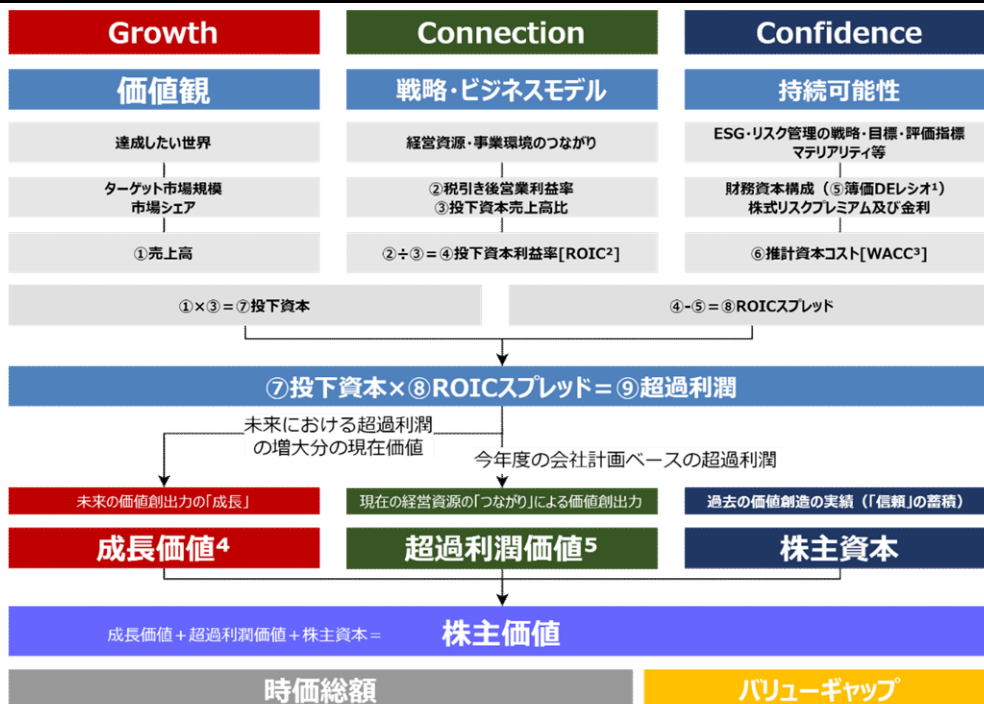 Growth
Connection
Confidence
価値観
戦略・ビジネスモデル
持続可能性
達成したい世界
経営資源・事業環境のつながり
ESG・リスク管理の戦略・目標・評価指標
マテリアリティ等
ターゲット市場規模
市場シェア
②税引き後営業利益率
③投下資本売上高比
財務資本構成（⑤簿価DEレシオ¹）
株式リスクプレミアム及び金利
①売上高
②÷③＝④投下資本利益率[ROIC²]
⑥推計資本コスト[WACC³]
①×③＝⑦投下資本
④-⑤＝⑧ROICスプレッド
⑦投下資本×⑧ROICスプレッド＝⑨超過利潤
未来における超過利潤
の増大分の現在価値
今年度の会社計画ベースの超過利潤
未来の価値創出力の「成長」
現在の経営資源の「つながり」による価値創出力
過去の価値創造の実績（「信頼」の蓄積）
成長価値⁴
超過利潤価値⁵
株主資本
成長価値＋超過利潤価値＋株主資本＝ 株主価値
時価総額
バリューギャップ